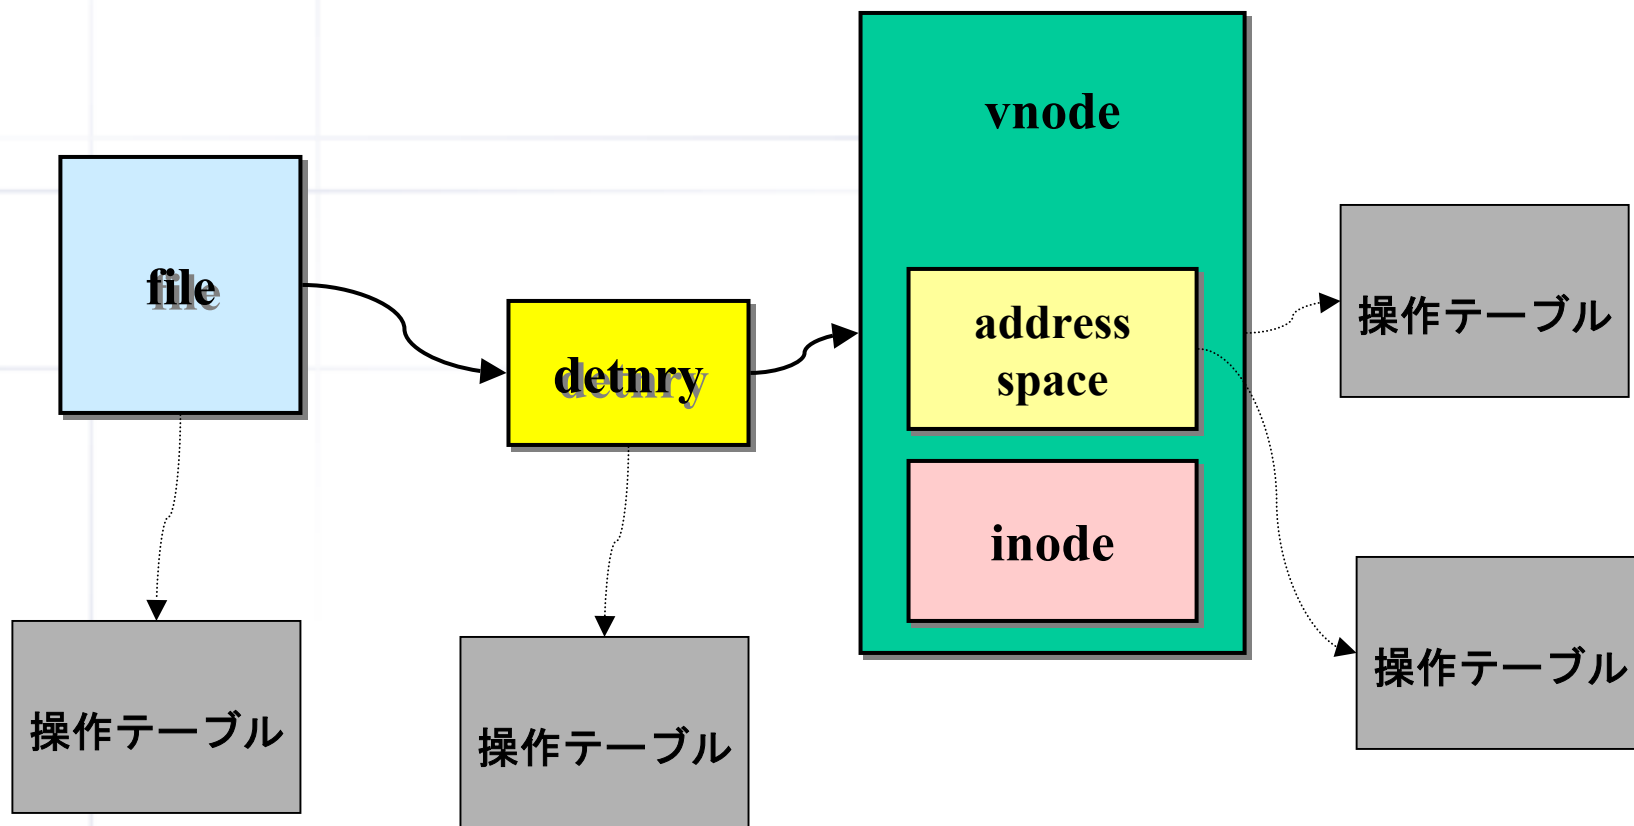 vnode
file
detnry
address
space
inode
操作テーブル
操作テーブル
操作テーブル
操作テーブル